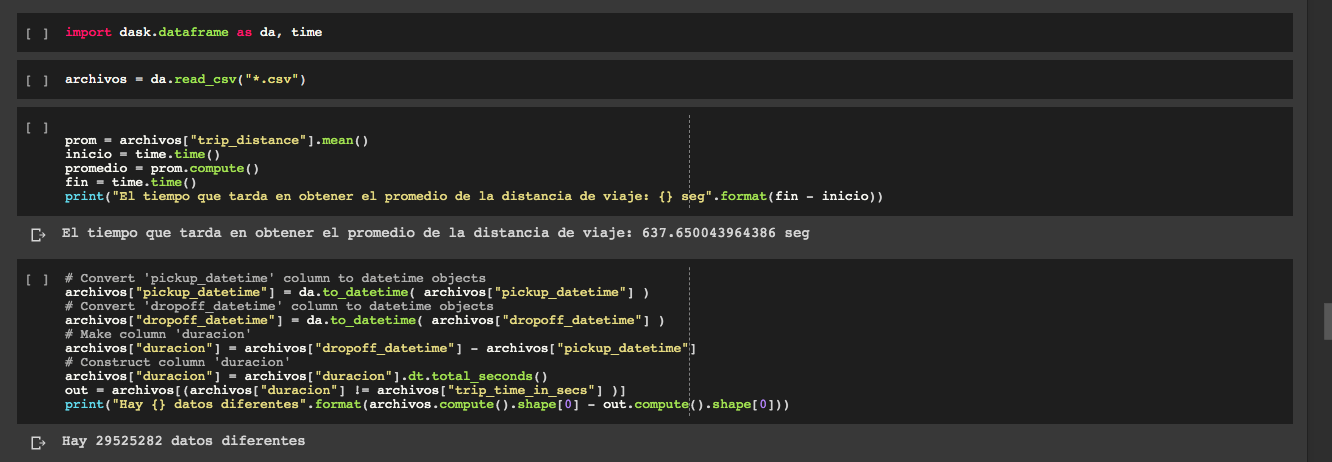 [ ] import dask.dataframe as da, time
[ ] archivos = da.read_csv("*.csv")
[ ]
prom = archivos["trip_distance"].mean()
inicio = time.time()
promedio = prom.compute()
fin = time.time()
print("El tiempo que tarda en obtener el promedio de la distancia de viaje: {} seg".format(fin - inicio))
El tiempo que tarda en obtener el promedio de la distancia de viaje: 637.650043964386 seg
[ ] # Convert 'pickup_datetime' column to datetime objects
archivos["pickup_datetime"] = da.to_datetime( archivos["pickup_datetime"] )
# Convert 'dropoff_datetime' column to datetime objects
archivos["dropoff_datetime"] = da.to_datetime( archivos["dropoff_datetime"] )
# Make column 'duracion'
archivos["duracion"] = archivos["dropoff_datetime"] - archivos["pickup_datetime"]
# Construct column 'duracion'
archivos["duracion"] = archivos["duracion"].dt.total_seconds()
out = archivos[(archivos["duracion"] != archivos["trip_time_in_secs"] )]
print("Hay {} datos diferentes".format(archivos.compute().shape[0] - out.compute().shape[0]))
Hay 29525282 datos diferentes